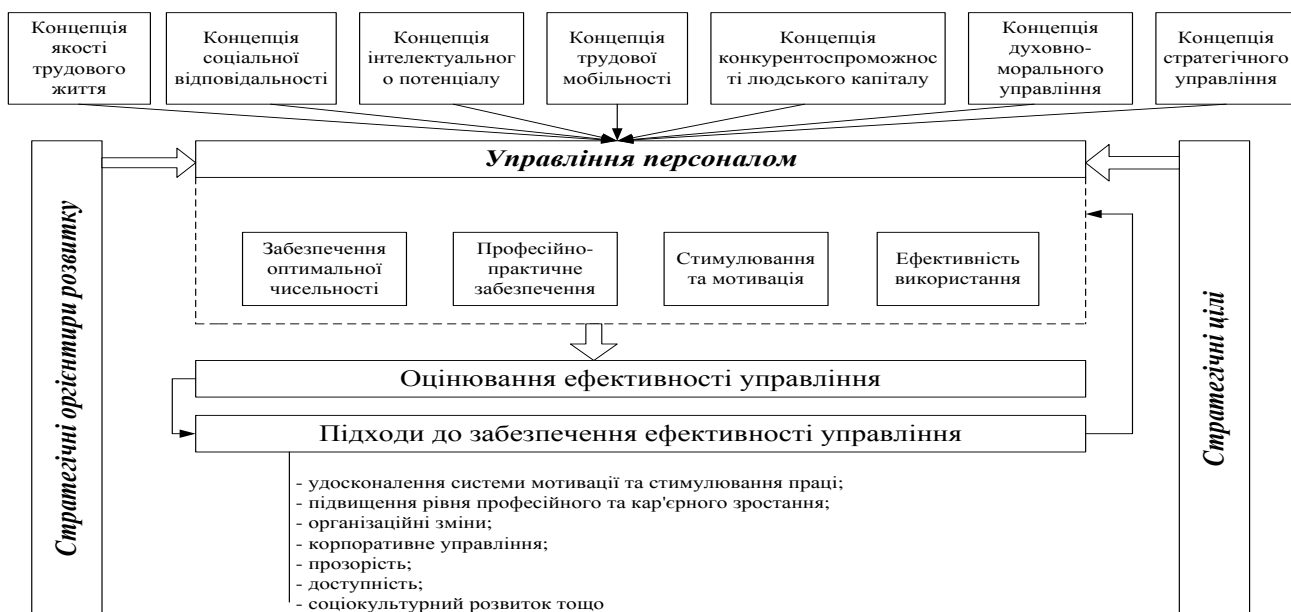 Концепція
якості
трудового
життя
Концепція
соціальної
відповідальності
Концепція
інтелектуальног
о потенціалу
Концепція
трудової
мобільності
Концепція
конкурентоспроможнос
ті людського капіталу
Концепція
духовно-
морального
управління
Концепція
стратегічного
управління
Управління персоналом
Стратегічні оргієнтири розвитку
Стратегічні цілі
Забезпечення
оптимальної
чисельності
Професійно-
практичне
забезпечення
Стимулювання
та мотивація
Ефективність
використання
Оцінювання ефективності управління
Підходи до забезпечення ефективності управління
- удосконалення системи мотивації та стимулювання праці;
- підвищення рівня професійного та кар'єрного зростання;
- організаційні зміни;
- корпоративне управління;
- прозорість;
- доступність;
- соціокультурний розвиток тощо